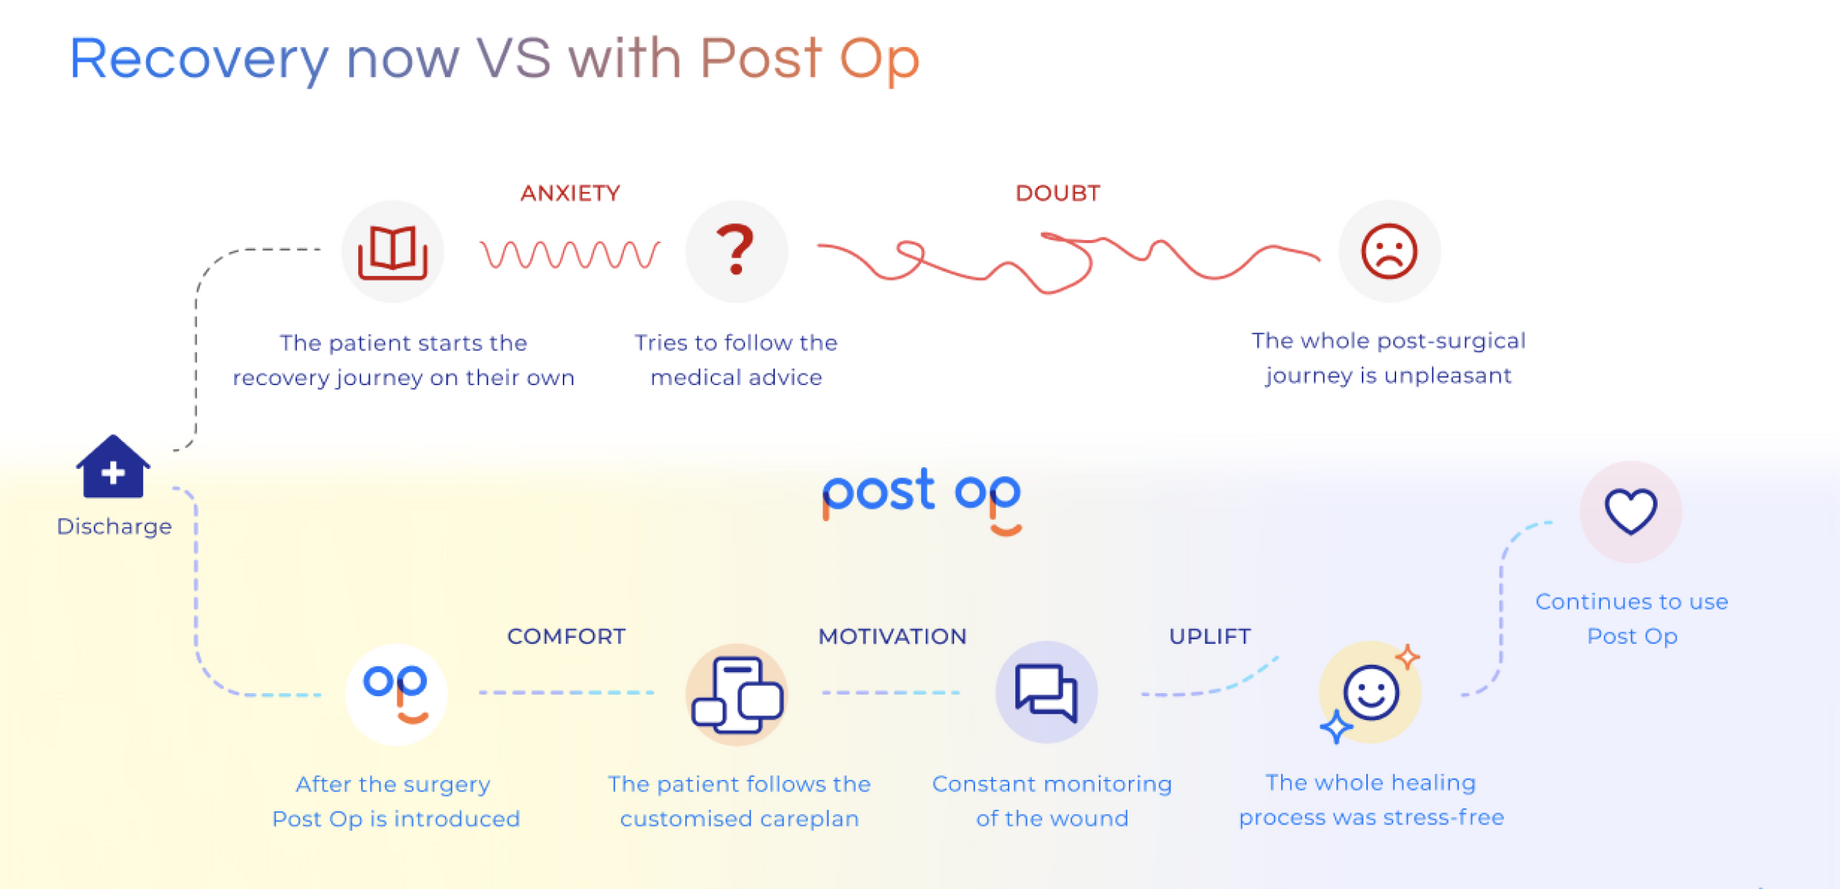 Recovery now VS with Post Op
ANXIETY
DOUBT
?
The patient starts the
recovery journey on their own
Tries to follow the
medical advice
The whole post-surgical
journey is unpleasant
Discharge
post op
Continues to use
Post Op
COMFORT
MOTIVATION
UPLIFT
op
After the surgery
Post Op is introduced
The patient follows the
customised careplan
Constant monitoring
of the wound
The whole healing
process was stress-free